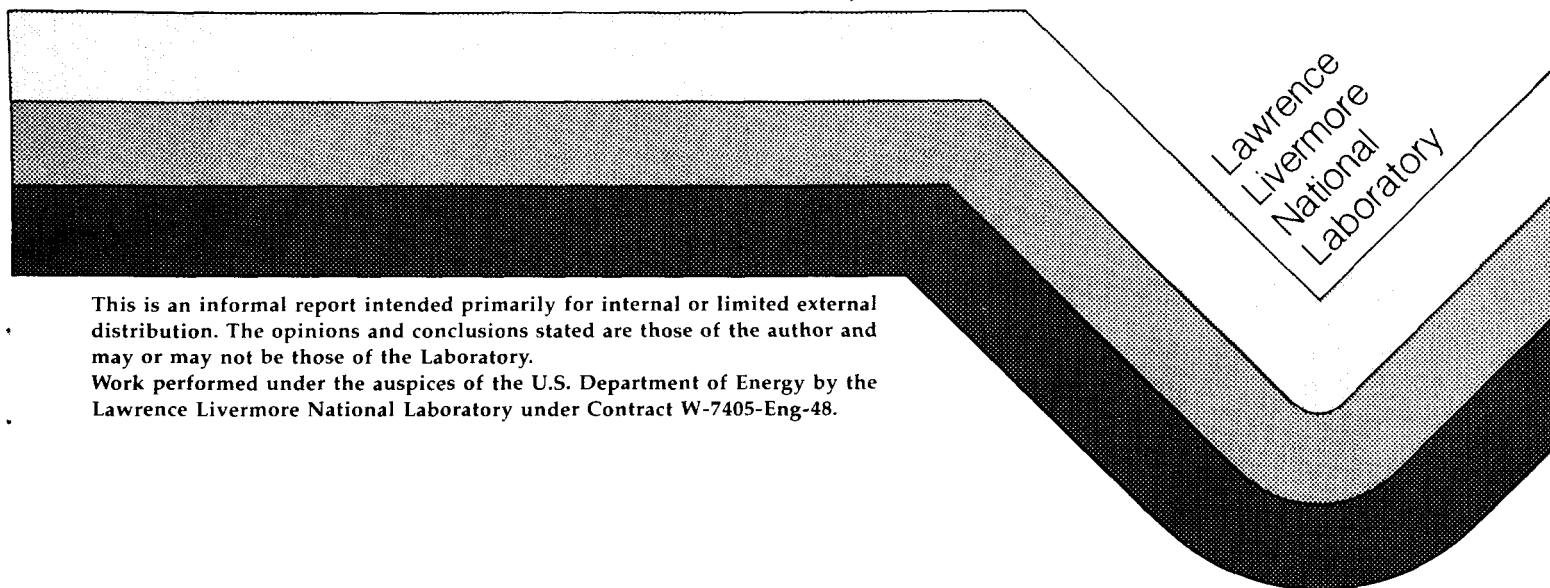 Lawrence
Livermore
National
Laboratory
This is an informal report intended primarily for internal or limited external
distribution. The opinions and conclusions stated are those of the author and
may or may not be those of the Laboratory.
Work performed under the auspices of the U.S. Department of Energy by the
Lawrence Livermore National Laboratory under Contract W-7405-Eng-48.